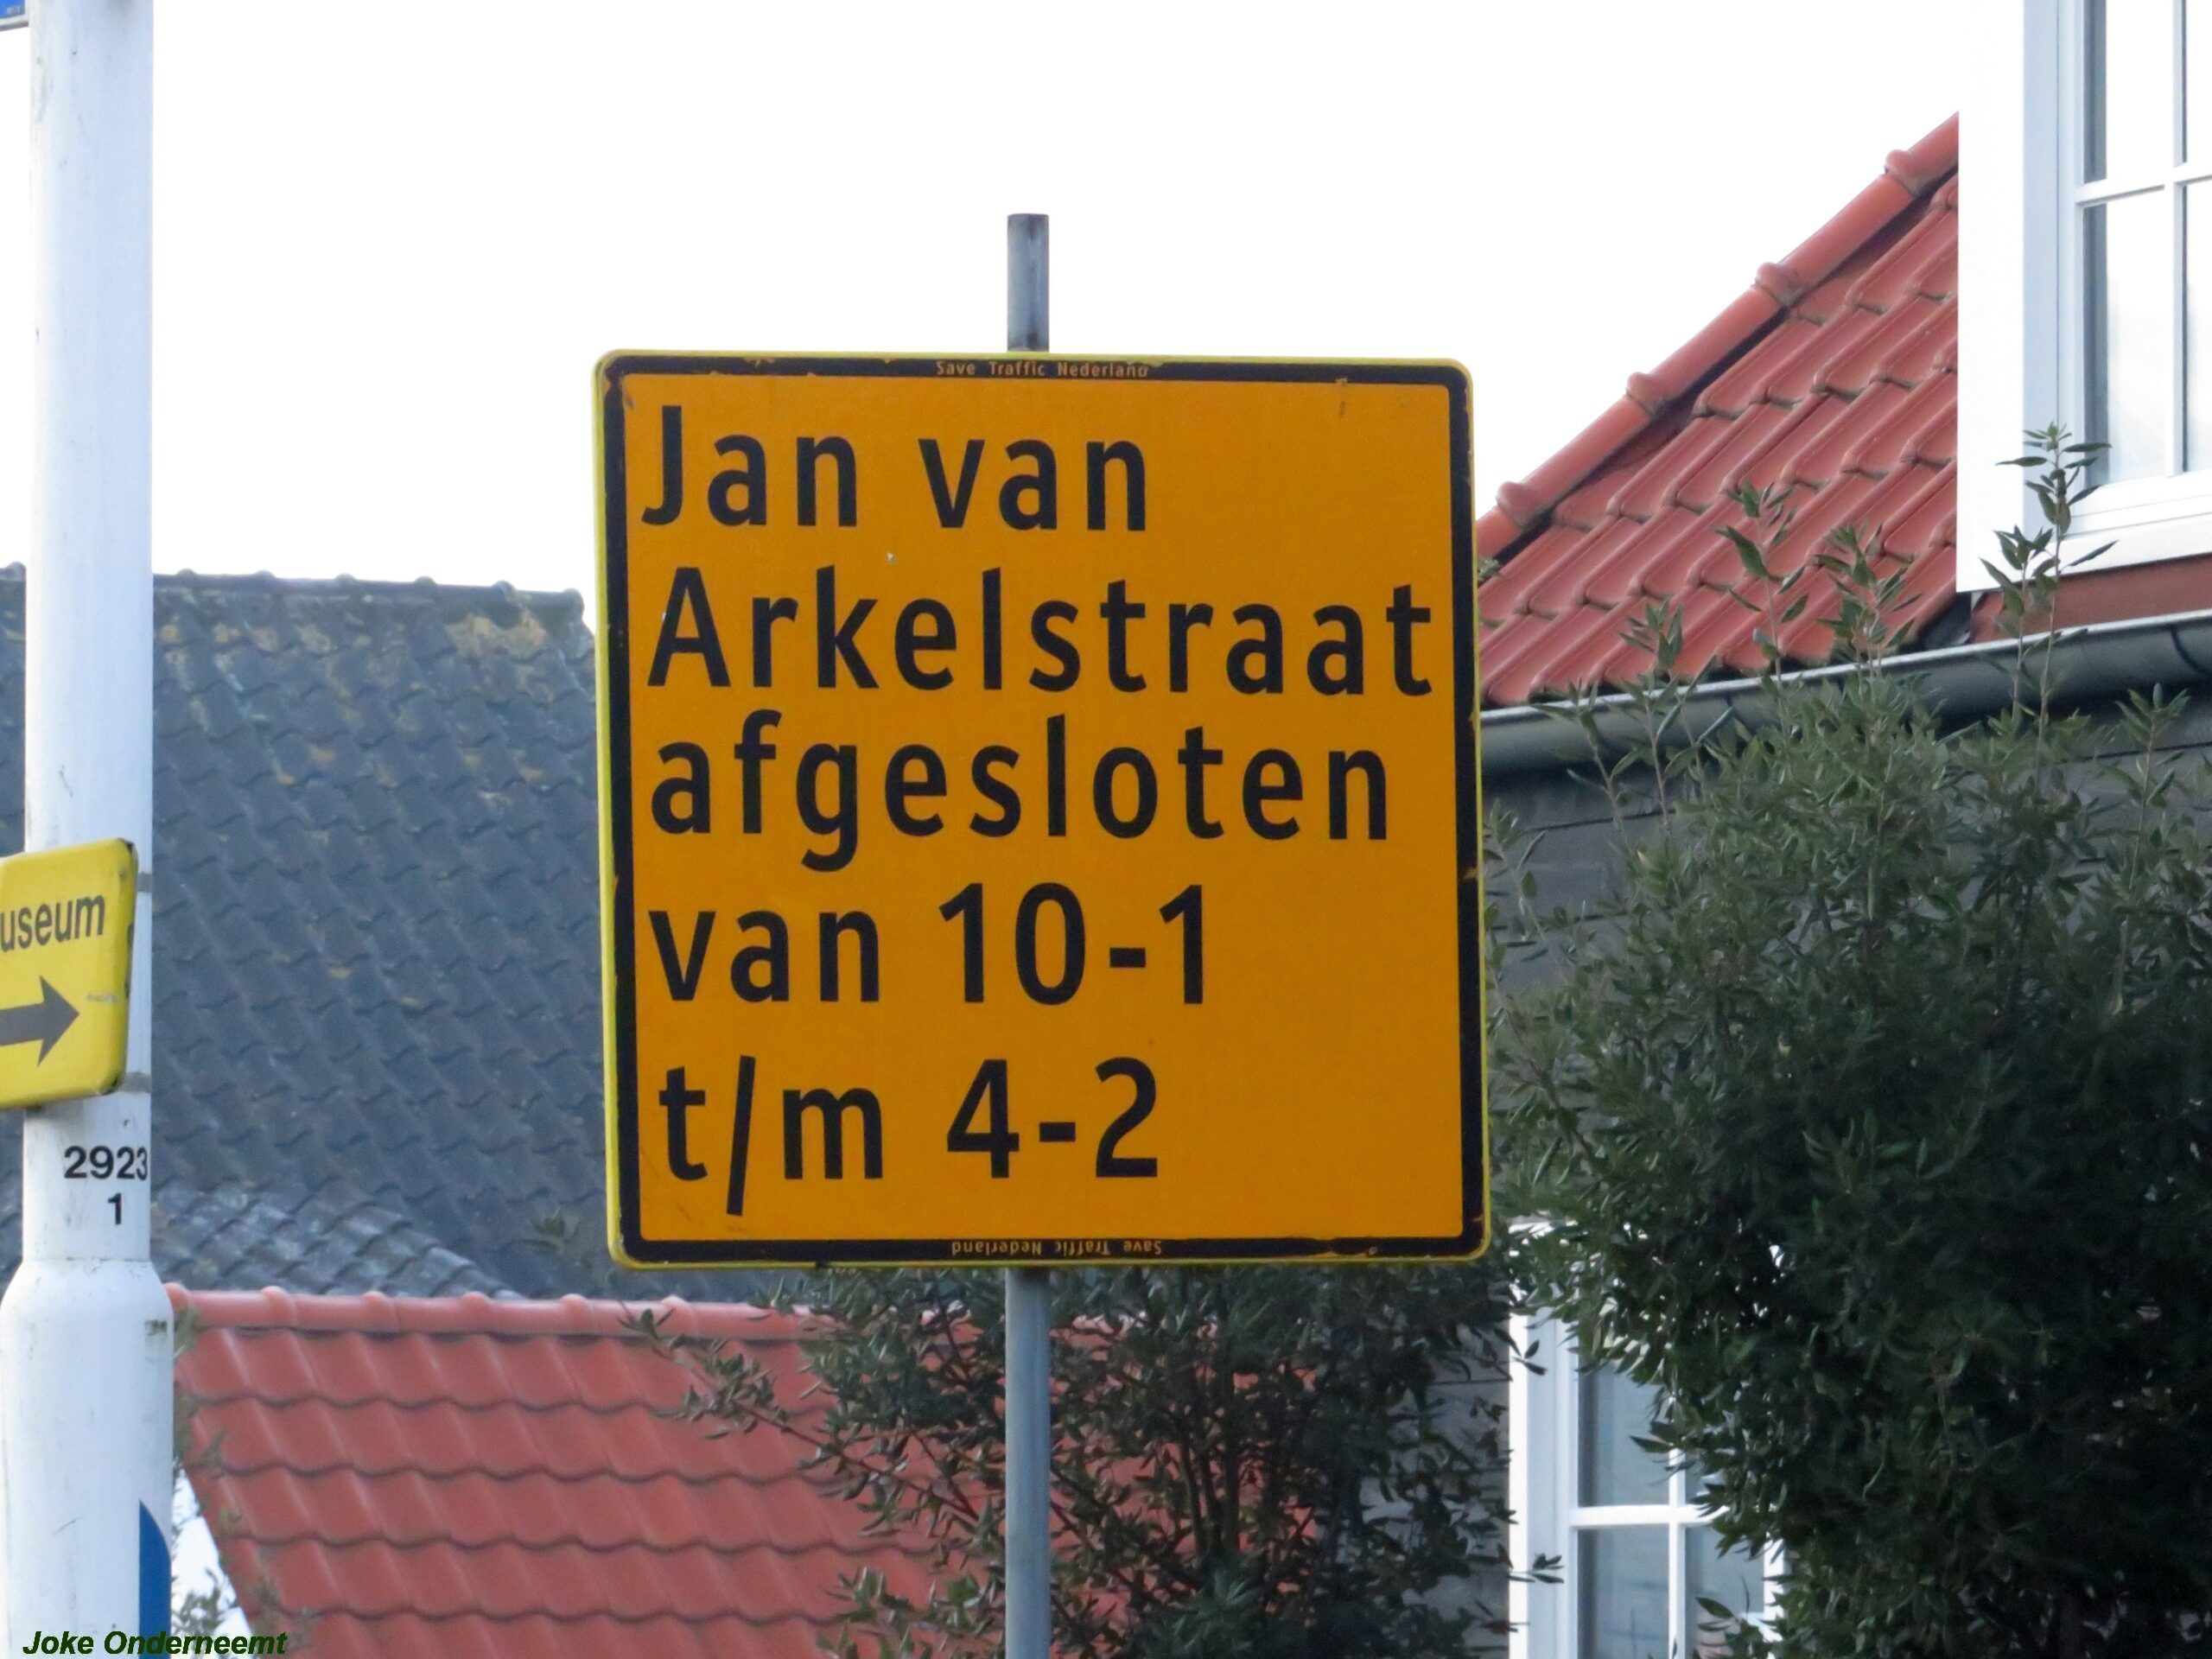 Save Traffic Nederland
Jan van
Arkelstraat
afgesloten
van 10-1
t/m 4-2
Save Traffic Nederland
useum
2923
1
Joke Onderneemt